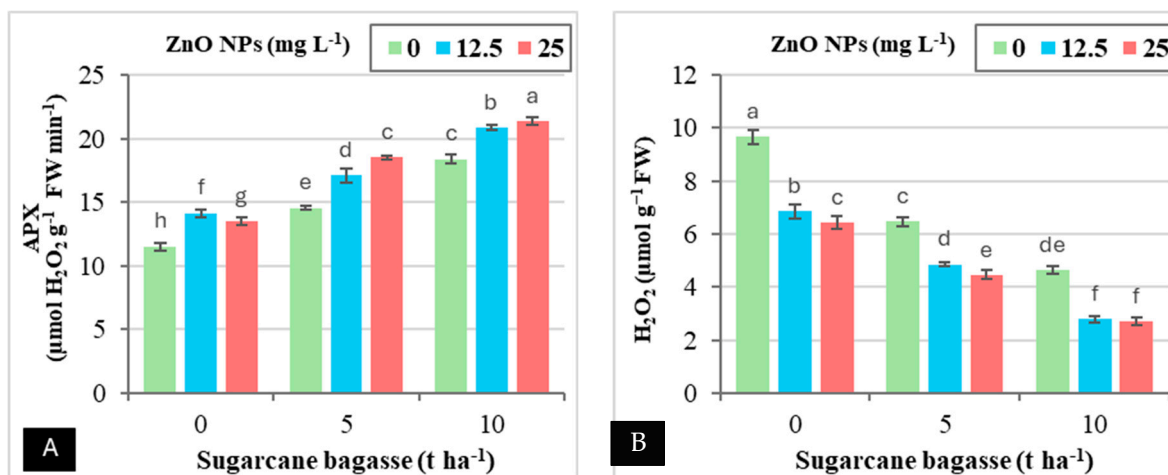 ZnO NPs (mg L⁻¹) 0 12.5 25
25
20
15
10
5
0
APX
(µmol H₂O₂ g⁻¹ FW min⁻¹)
h f g e d c c b a
0 5 10
Sugarcane bagasse (t ha⁻¹)
A
ZnO NPs (mg L⁻¹) 0 12.5 25
12
10
8
6
4
2
0
H₂O₂ (µmol g⁻¹ FW)
a b c c d e de f f
0 5 10
Sugarcane bagasse (t ha⁻¹)
B